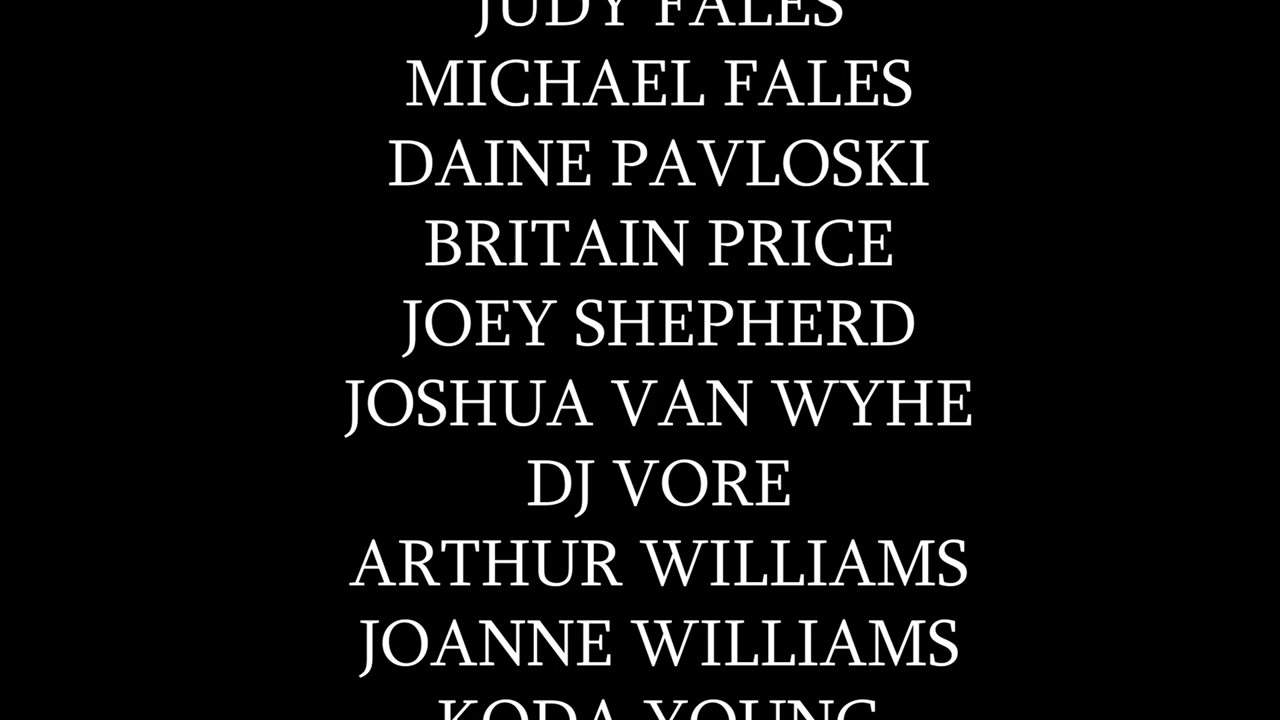 JUDY FALES
MICHAEL FALES
DAINE PAVLOSKI
BRITAIN PRICE
JOEY SHEPHERD
JOSHUA VAN WYHE
DJ VORE
ARTHUR WILLIAMS
JOANNE WILLIAMS
KODA YOUNG